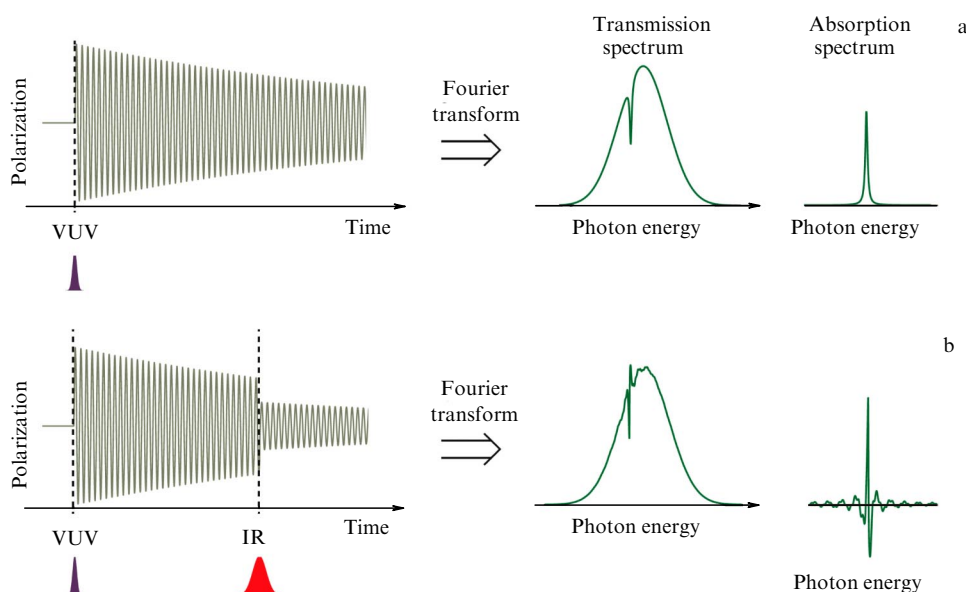 a
Transmission
spectrum
Absorption
spectrum
Polarization
Fourier
transform
Time
VUV
Photon energy
Photon energy
b
Polarization
Fourier
transform
Time
VUV
IR
Photon energy
Photon energy